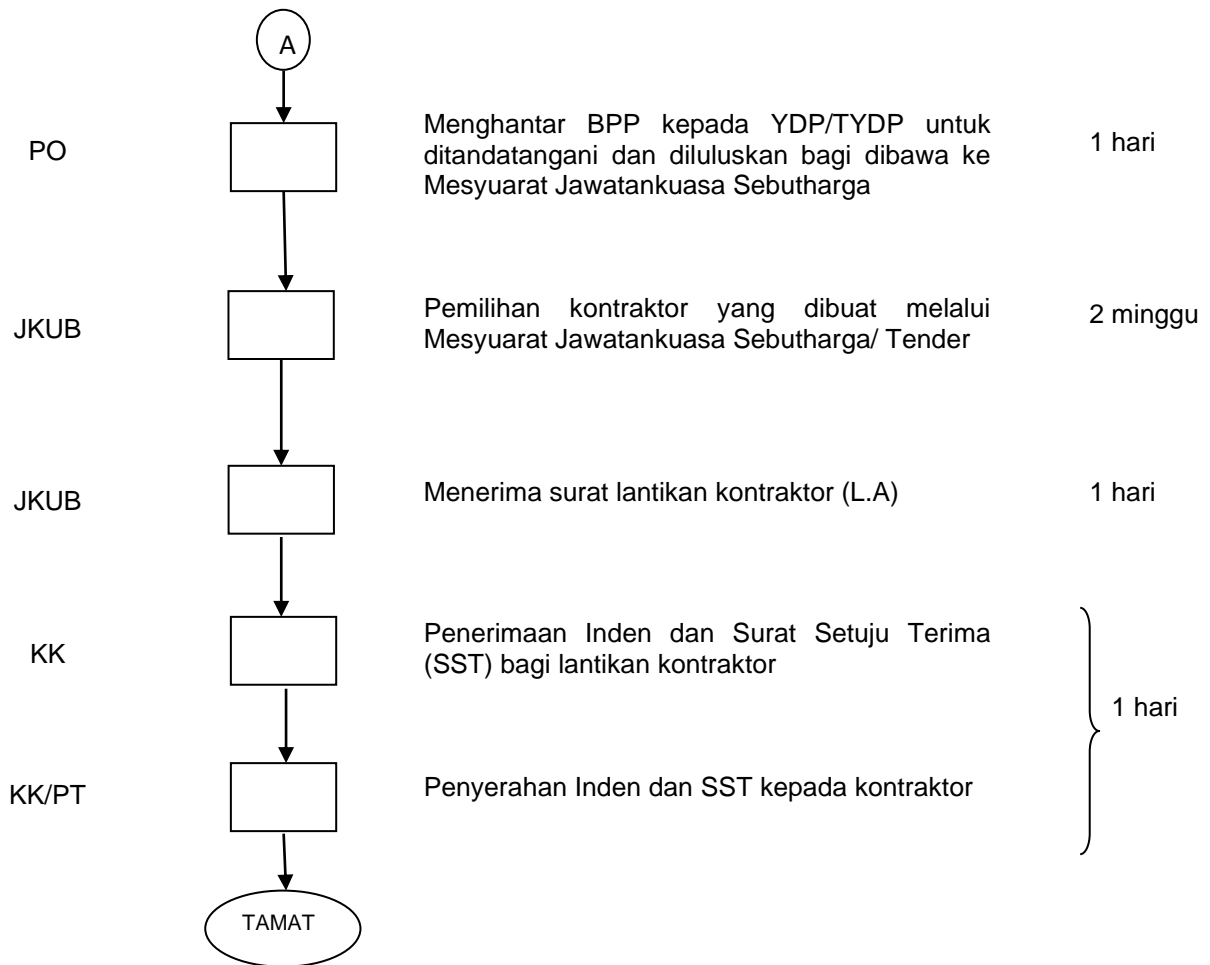 A
PO
Menghantar BPP kepada YDP/TYDP untuk
ditandatangani dan diluluskan bagi dibawa ke
Mesyuarat Jawatankuasa Sebutharga
1 hari
JKUB
Pemilihan kontraktor yang dibuat melalui
Mesyuarat Jawatankuasa Sebutharga/ Tender
2 minggu
JKUB
Menerima surat lantikan kontraktor (L.A)
1 hari
KK
Penerimaan Inden dan Surat Setuju Terima
(SST) bagi lantikan kontraktor
1 hari
KK/PT
Penyerahan Inden dan SST kepada kontraktor
TAMAT